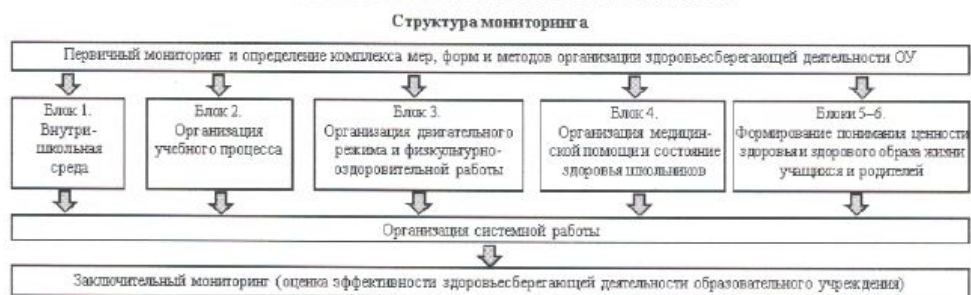 Структура мониторинга
Первичный мониторинг и определение комплекса мер, форм и методов организации здоровьесберегающей деятельности ОУ
Блок 1.
Внутри-
школьная
среда
Блок 2.
Организация
учебного процесса
Блок 3.
Организация двигательного
режима и физкультурно-
оздоровительной работы
Блок 4.
Организация медицин-
ской помощи и состояние
здоровья школьников
Блоки 5–6.
Формирование понимания ценности
здоровья и здорового образа жизни
учащихся и родителей
Организация системной работы
Заключительный мониторинг (оценка эффективности здоровьесберегающей деятельности образовательного учреждения)